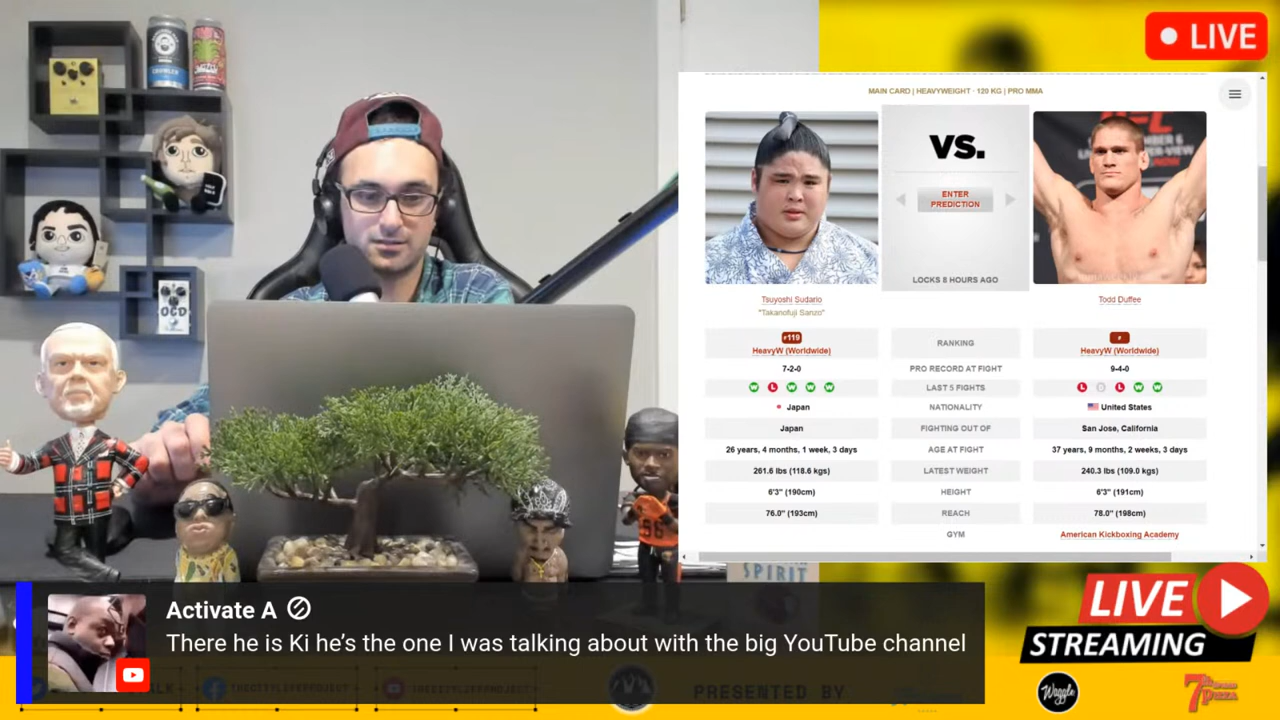 LIVE
MAIN CARD | HEAVYWEIGHT · 120 KG | PRO MMA
VS.
ENTER
PREDICTION
LOCKS 8 HOURS AGO
Tsuyoshi Sudario
Todd Duffee
"Takanofuji Sanzo"
#119
#
HeavyW (Worldwide)
RANKING
HeavyW (Worldwide)
7-2-0
PRO RECORD AT FIGHT
9-4-0
W L W W W
LAST 5 FIGHTS
L L W W
Japan
NATIONALITY
United States
Japan
FIGHTING OUT OF
San Jose, California
26 years, 4 months, 1 week, 3 days
AGE AT FIGHT
37 years, 9 months, 2 weeks, 3 days
261.6 lbs (118.6 kgs)
LATEST WEIGHT
240.3 lbs (109.0 kgs)
6'3" (190cm)
HEIGHT
6'3" (191cm)
76.0" (193cm)
REACH
78.0" (198cm)
GYM
American Kickboxing Academy
OCD
SPIRIT
Activate A
There he is KI he's the one I was talking about with the big YouTube channel
LIVE
STREAMING
PRESENTED BY
Waggle